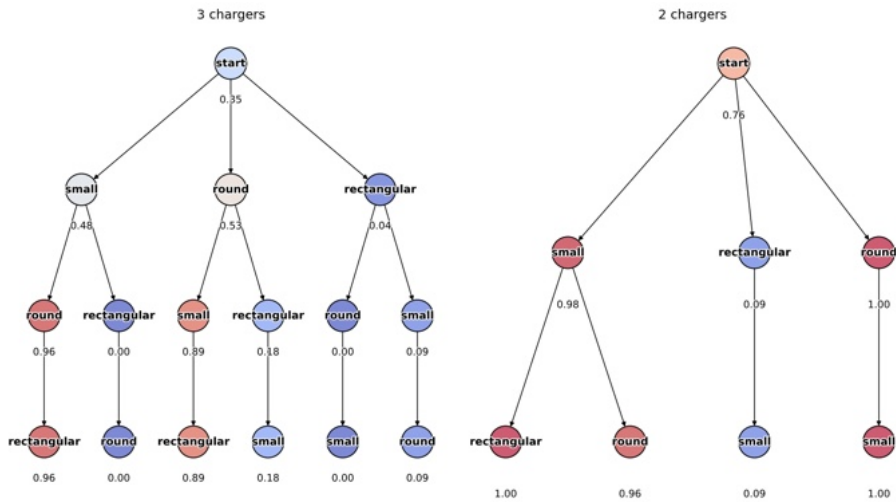 3 chargers
2 chargers
start
0.35
start
0.76
small
round
rectangular
0.48
0.53
0.04
small
rectangular
round
0.98
0.09
1.00
round
rectangular
small
rectangular
round
small
0.96
0.00
0.89
0.18
0.00
0.09
rectangular
round
rectangular
small
small
round
0.96
0.00
0.89
0.18
0.00
0.09
rectangular
round
small
small
1.00
0.96
0.09
1.00